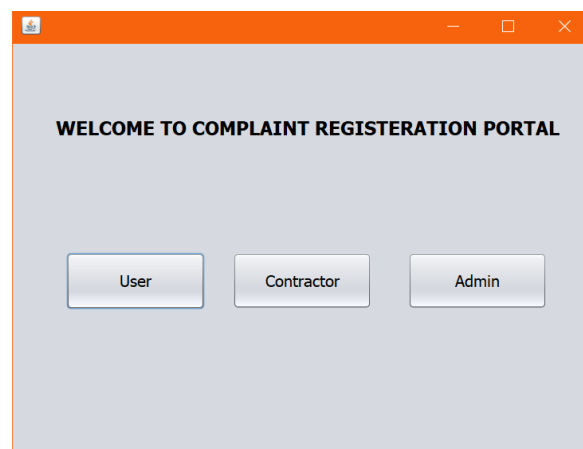 WELCOME TO COMPLAINT REGISTERATION PORTAL
User Contractor Admin